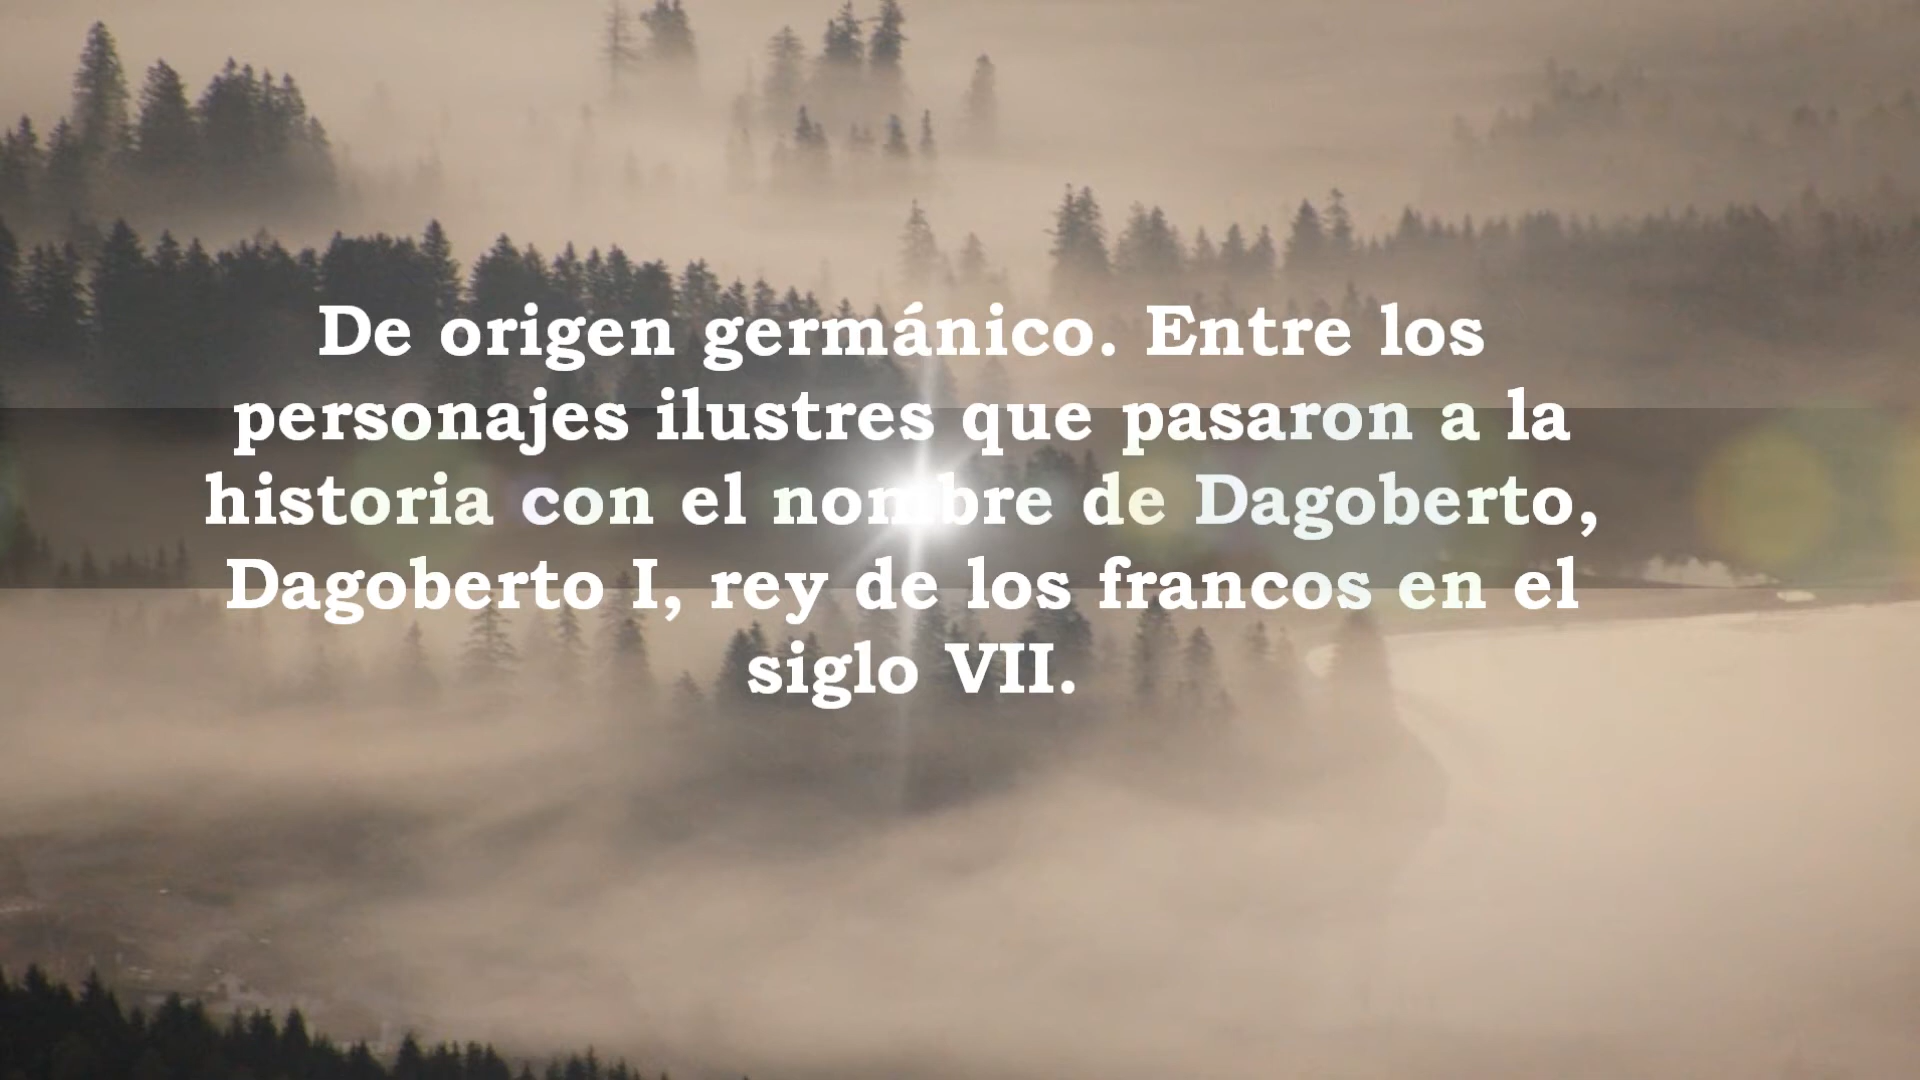 De origen germánico. Entre los
personajes ilustres que pasaron a la
historia con el nombre de Dagoberto,
Dagoberto I, rey de los francos en el
siglo VII.